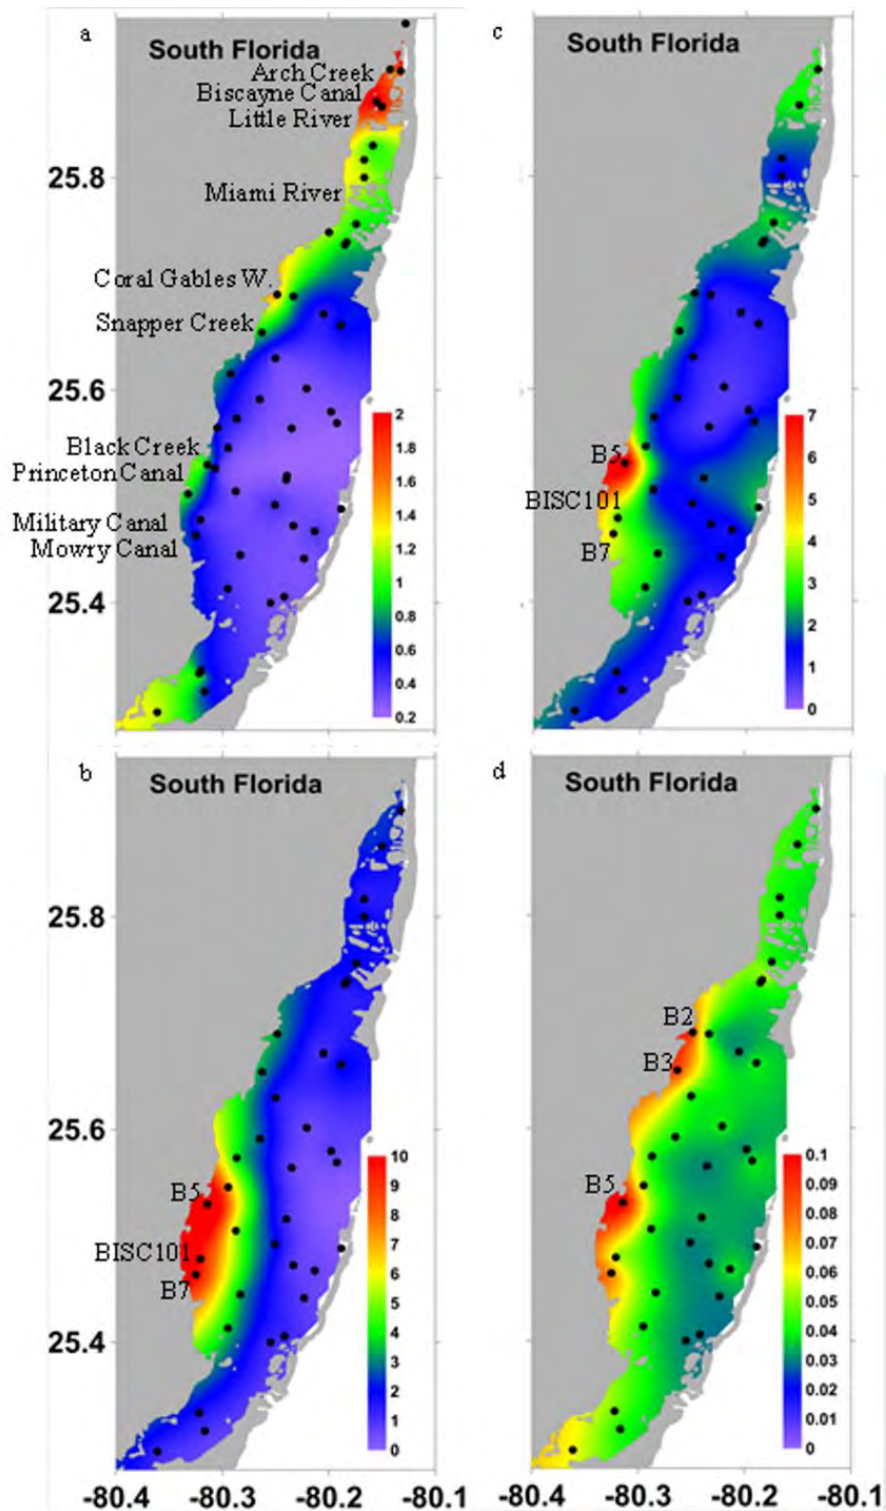 a
South Florida
Arch Creek
Biscayne Canal
Little River
25.8
Miami River
Coral Gables W.
Snapper Creek
25.6
Black Creek
Princeton Canal
Military Canal
Mowry Canal
25.4
2
1.8
1.6
1.4
1.2
1
0.8
0.6
0.4
0.2
c
South Florida
B5
BISC101
B7
7
6
5
4
3
2
1
0
b
South Florida
25.8
25.6
B5
BISC101
B7
25.4
10
9
8
7
6
5
4
3
2
1
0
-80.4 -80.3 -80.2 -80.1
d
South Florida
B2
B3
B5
0.1
0.09
0.08
0.07
0.06
0.05
0.04
0.03
0.02
0.01
0
-80.4 -80.3 -80.2 -80.1